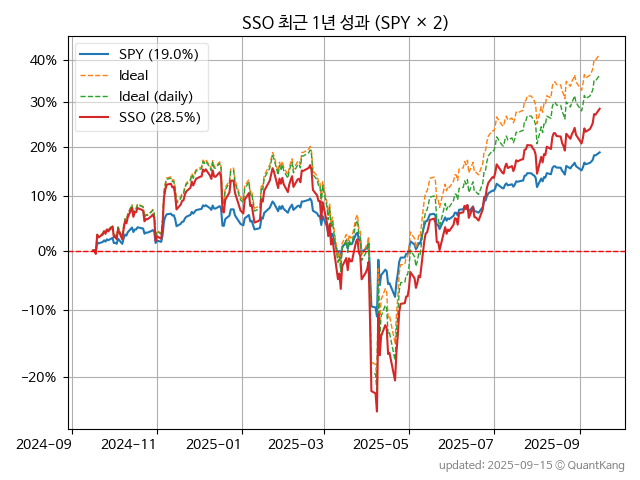 SSO 최근 1년 성과 (SPY × 2)
SPY (19.0%)
Ideal
Ideal (daily)
SSO (28.5%)
40%
30%
20%
10%
0%
−10%
−20%
2024-09
2024-11
2025-01
2025-03
2025-05
2025-07
2025-09
updated: 2025-09-15 © QuantKang